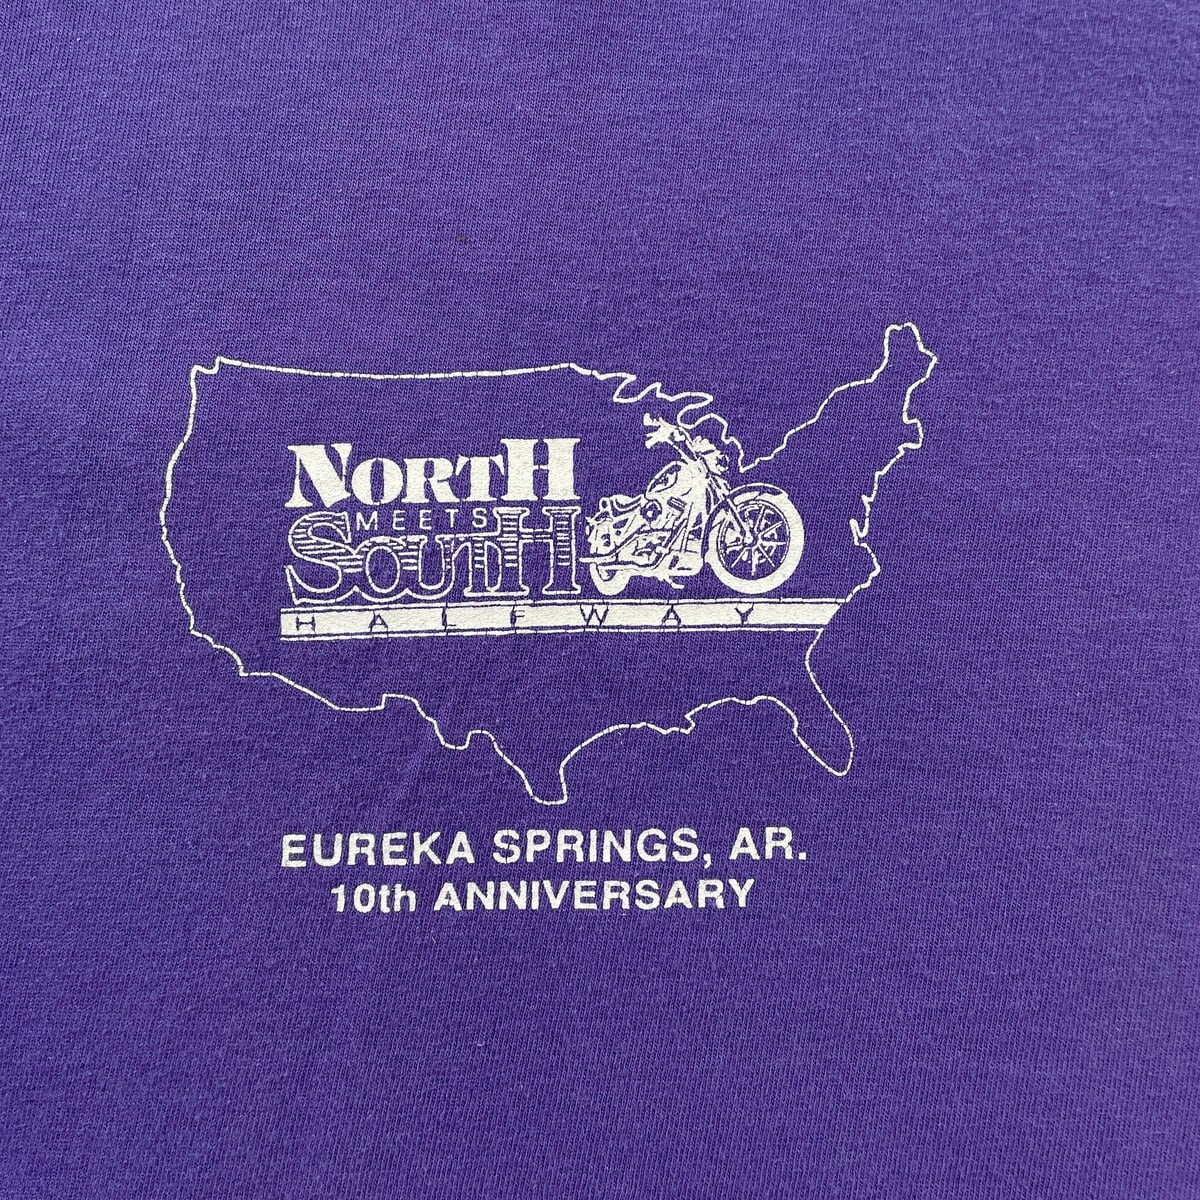 NORTH
MEETS
SOUTH
HALFWAY
EUREKA SPRINGS, AR.
10th ANNIVERSARY